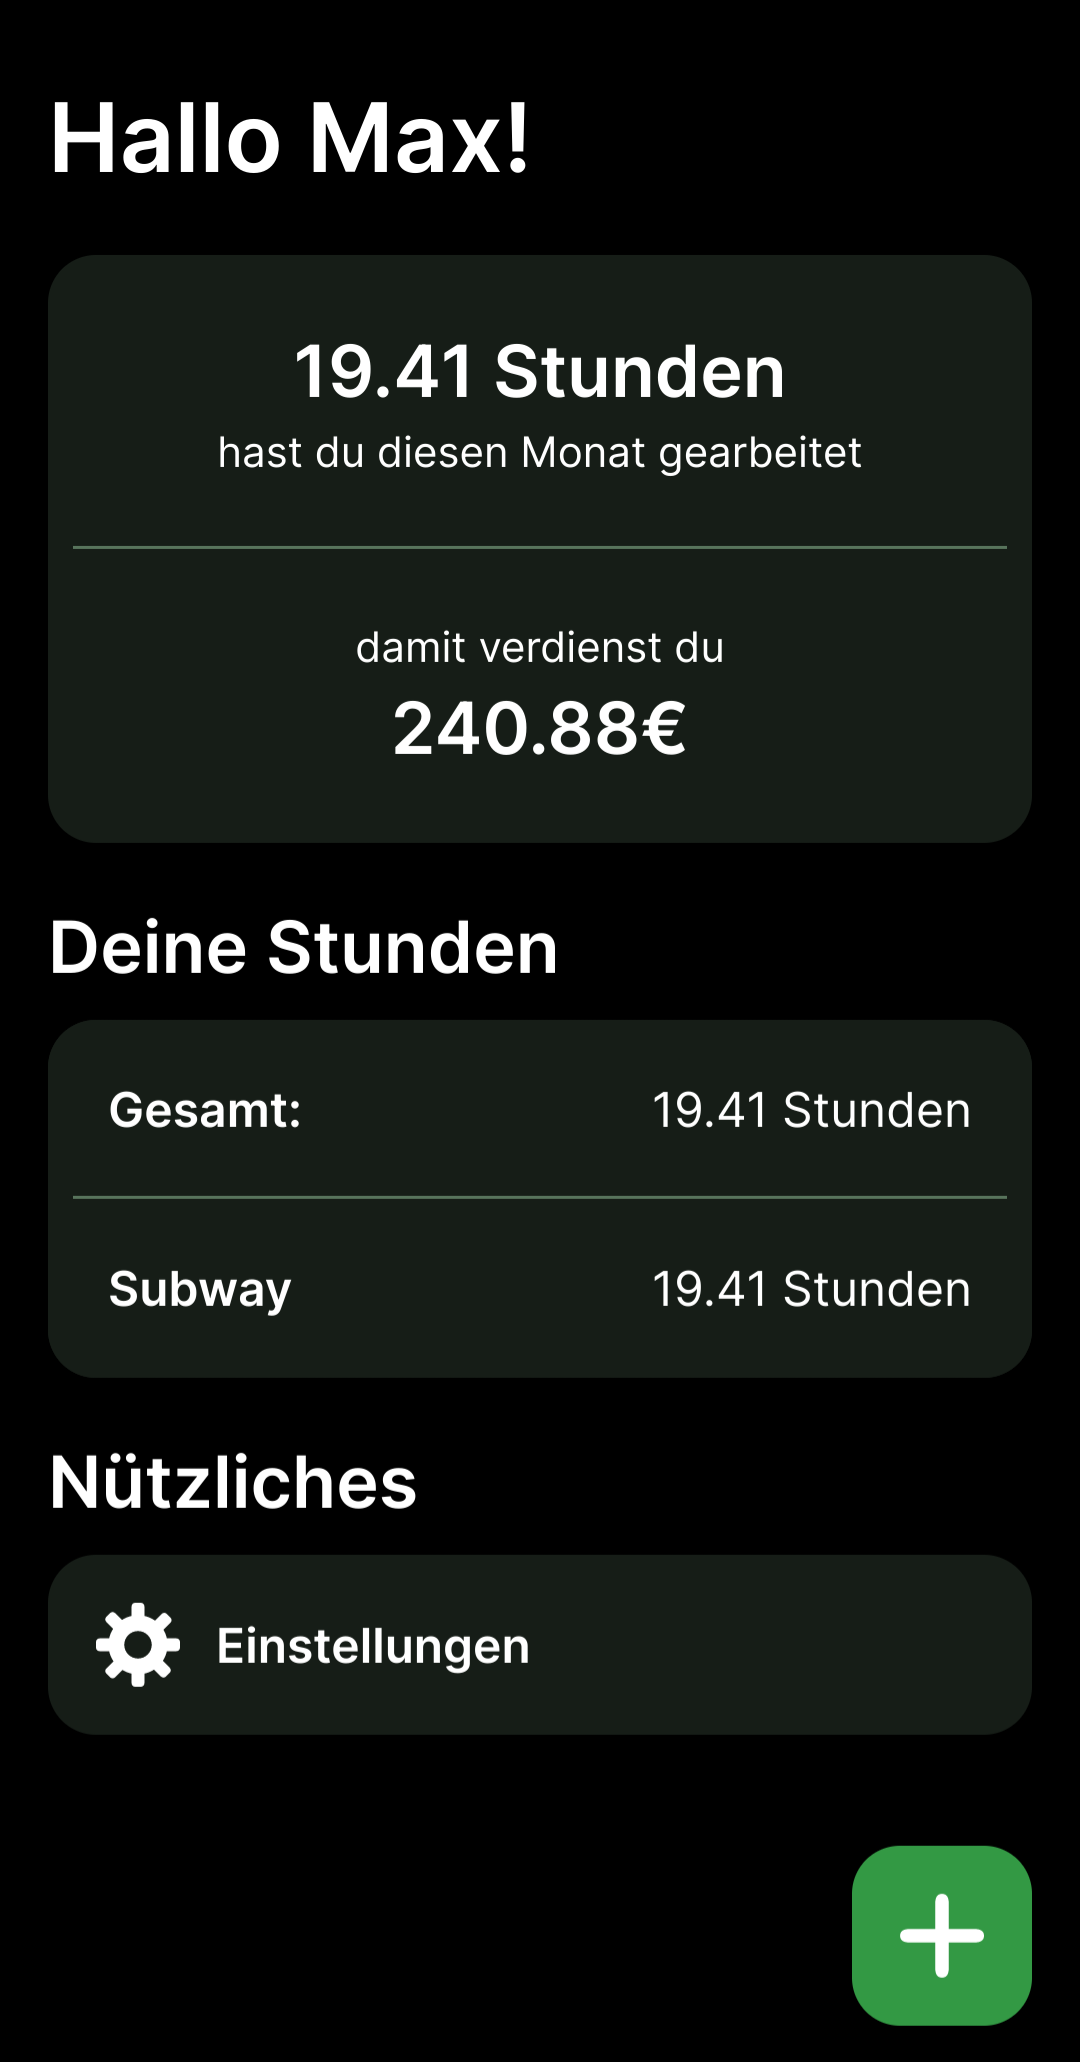 Hallo Max!
19.41 Stunden
hast du diesen Monat gearbeitet
damit verdienst du
240.88€
Deine Stunden
Gesamt: 19.41 Stunden
Subway 19.41 Stunden
Nützliches
Einstellungen